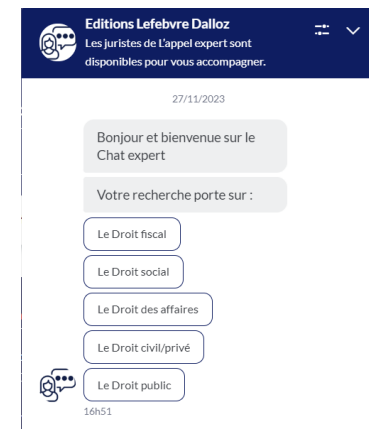 Editions Lefebvre Dalloz
Les juristes de L'appel expert sont
disponibles pour vous accompagner.
27/11/2023
Bonjour et bienvenue sur le
Chat expert
Votre recherche porte sur :
Le Droit fiscal
Le Droit social
Le Droit des affaires
Le Droit civil/privé
Le Droit public
16h51